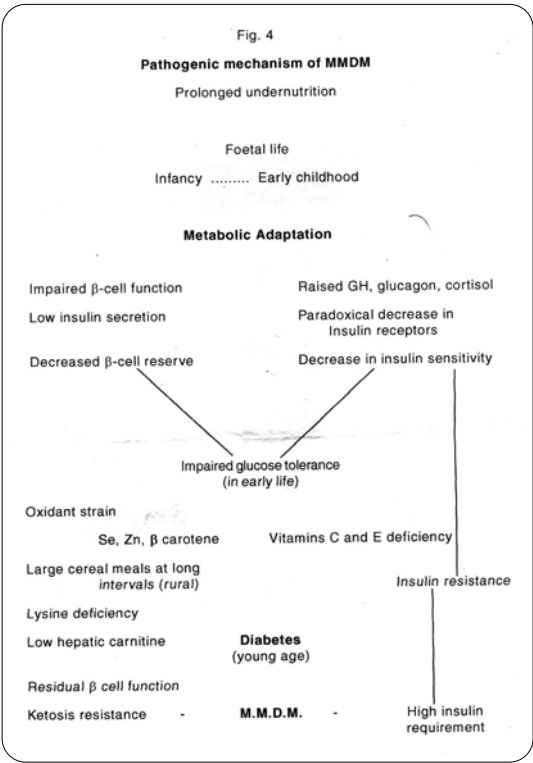 Fig. 4
Pathogenic mechanism of MMDM
Prolonged undernutrition
Foetal life
Infancy ......... Early childhood
Metabolic Adaptation
Impaired β-cell function
Raised GH, glucagon, cortisol
Low insulin secretion
Paradoxical decrease in
Insulin receptors
Decreased β-cell reserve
Decrease in insulin sensitivity
Impaired glucose tolerance
(in early life)
Oxidant strain
Se, Zn, β carotene
Vitamins C and E deficiency
Large cereal meals at long
intervals (rural)
Insulin resistance
Lysine deficiency
Low hepatic carnitine
Diabetes
(young age)
Residual β cell function
Ketosis resistance - M.M.D.M. - High insulin
requirement